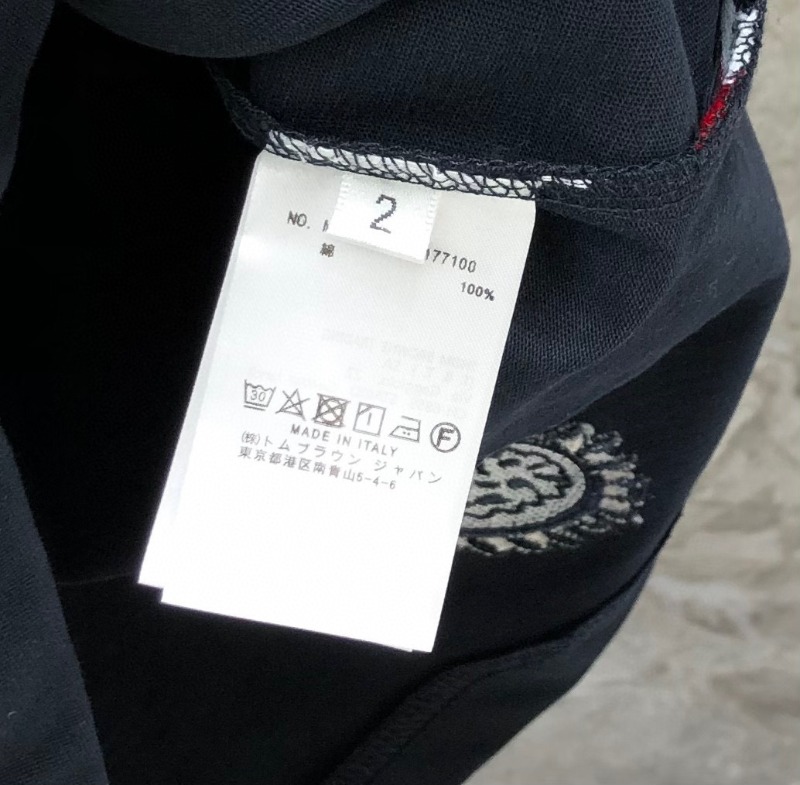 2
NO.
177100
綿
100%
30
F
MADE IN ITALY
(株)トム ブラウン ジャパン
東京都港区南青山5-4-6